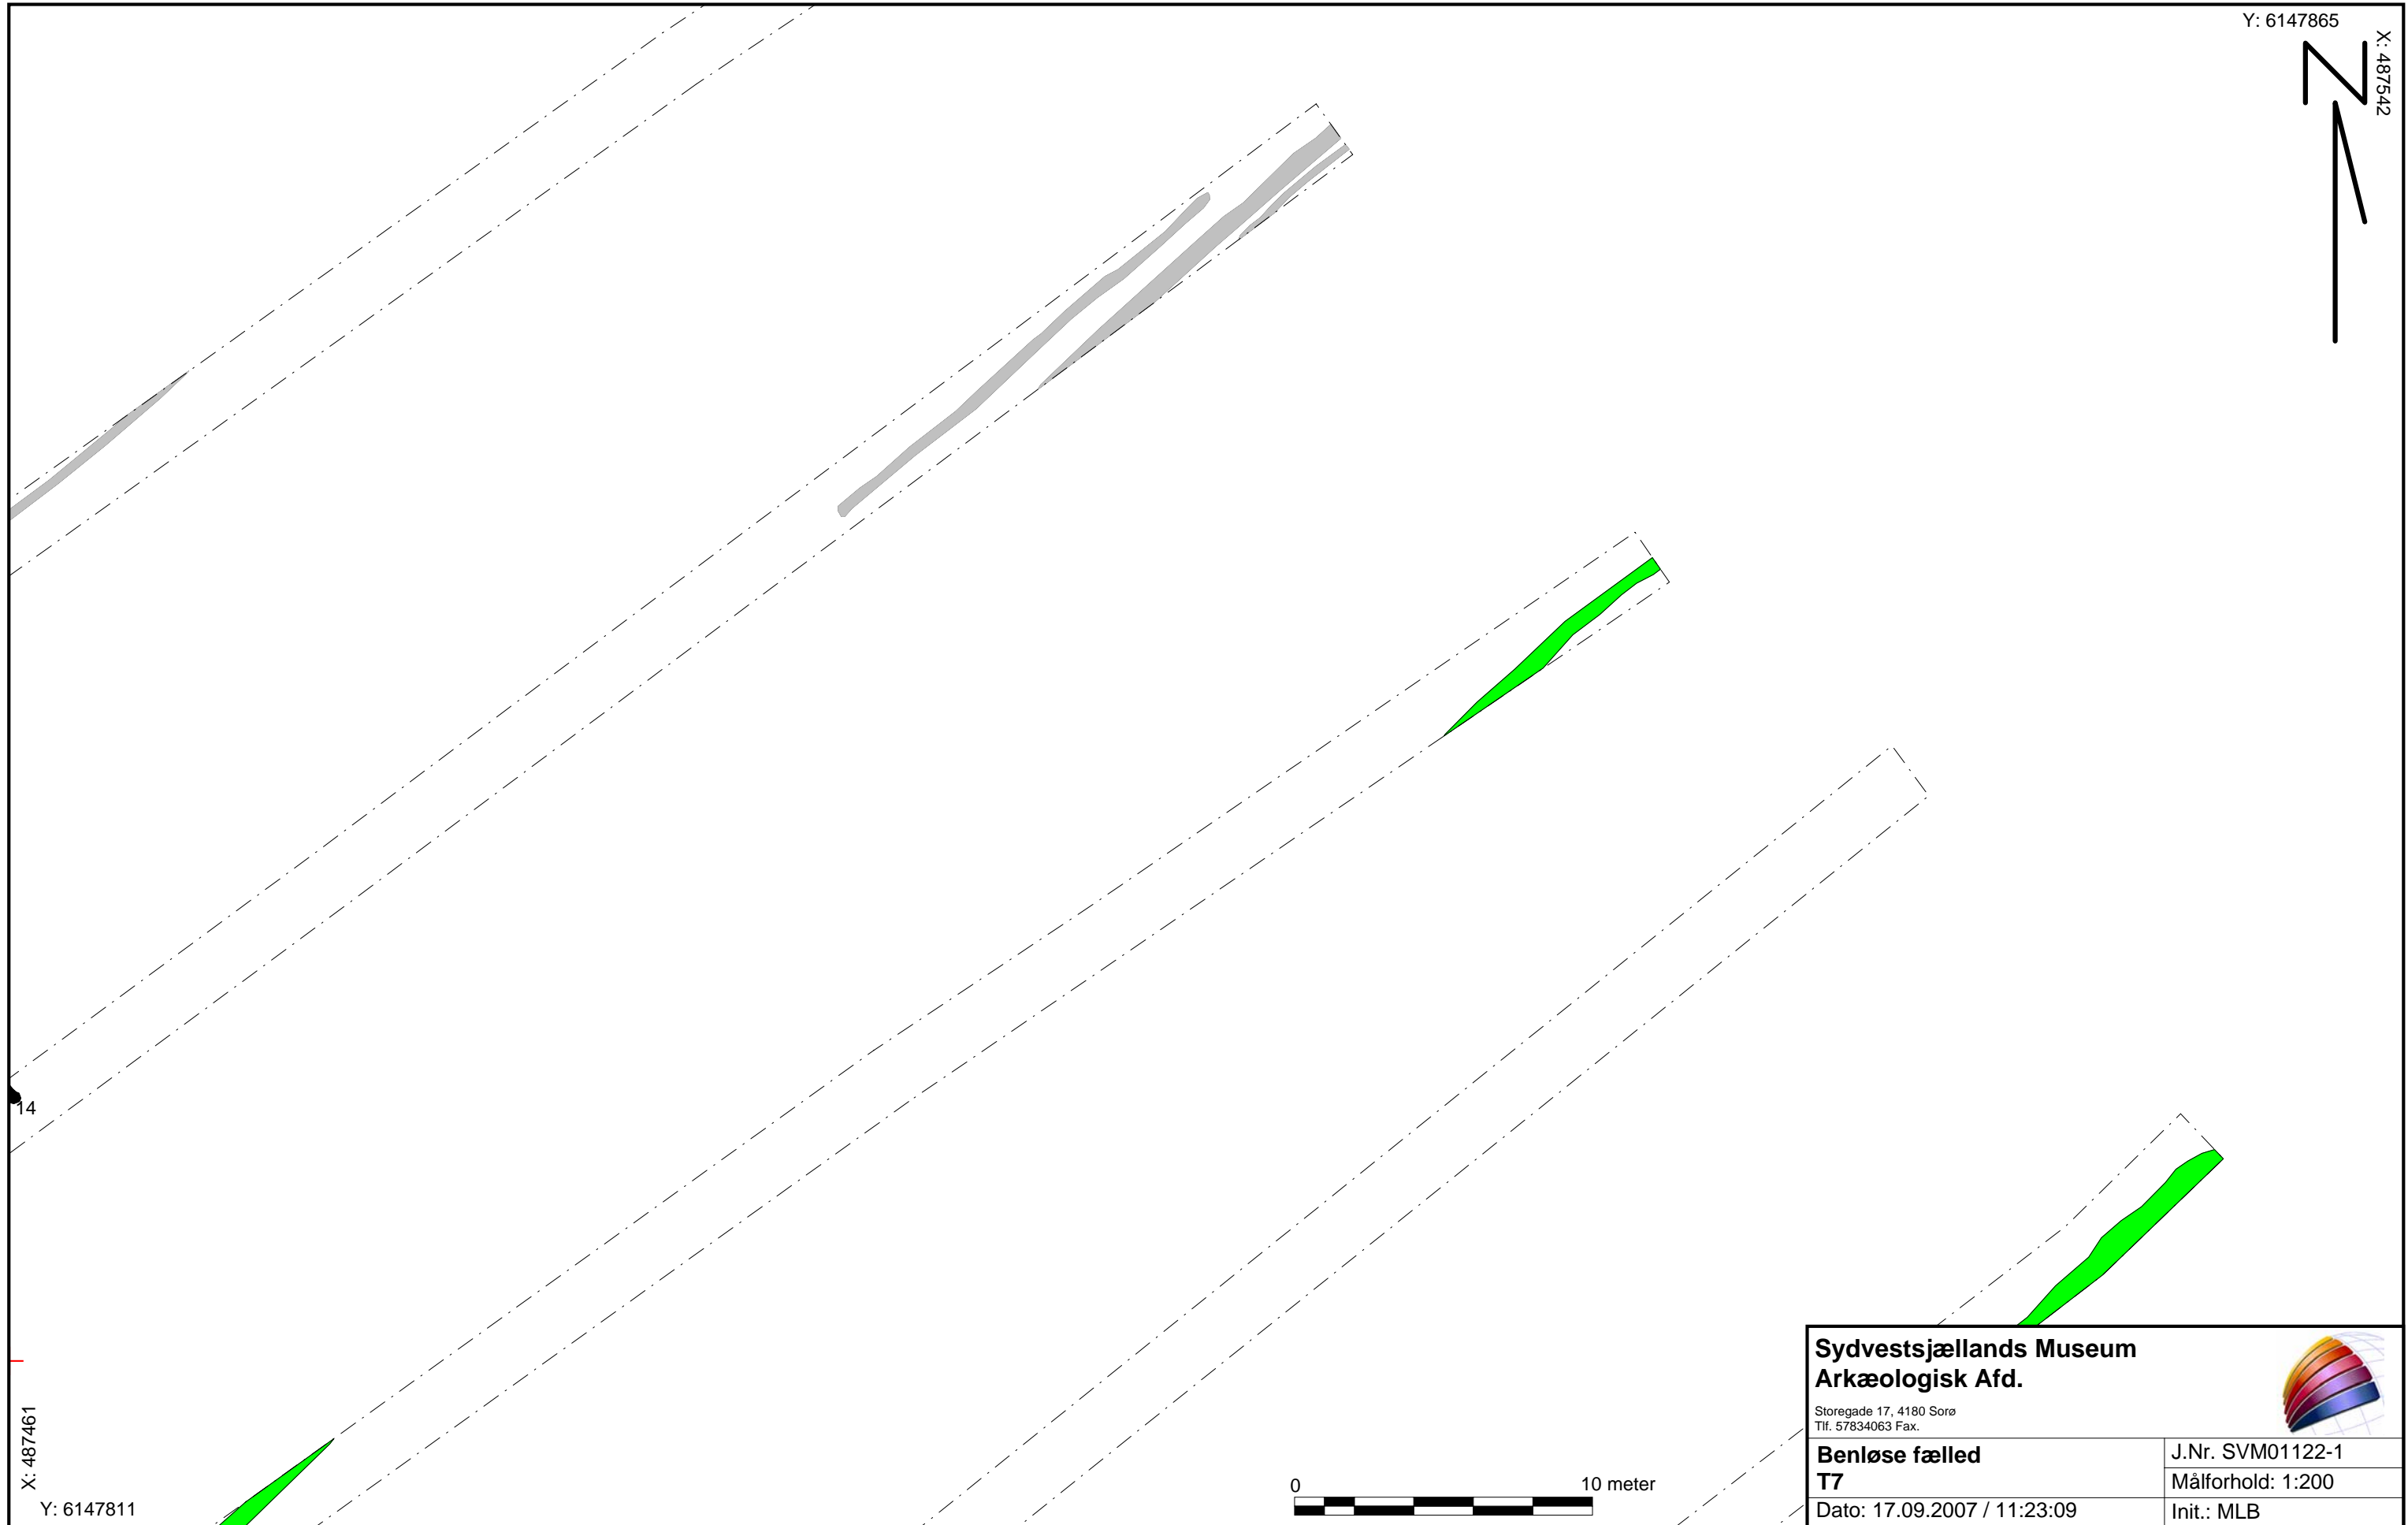 Y: 6147865
X: 487542
14
X: 487461
Y: 6147811
0
10 meter
Sydvestsjællands Museum
Arkæologisk Afd.
Storegade 17, 4180 Sorø
Tlf. 57834063 Fax.
Benløse fælled
T7
J.Nr. SVM01122-1
Målforhold: 1:200
Dato: 17.09.2007 / 11:23:09
Init.: MLB